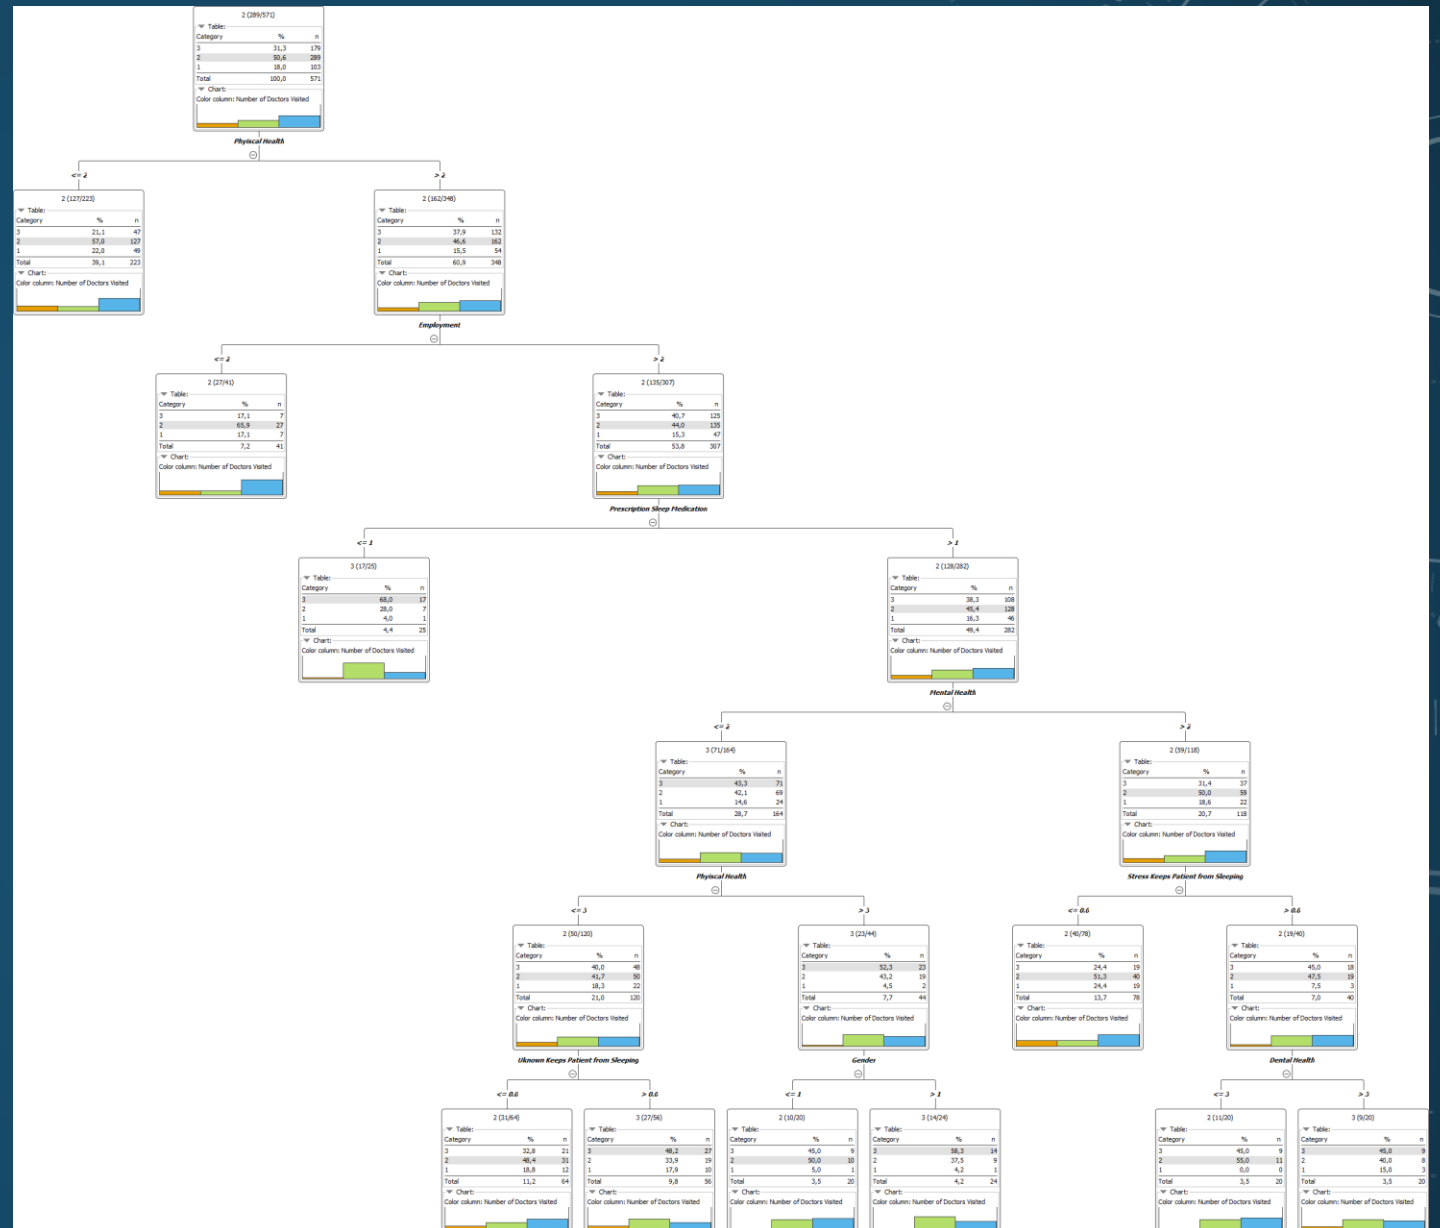 2 (289/571)
Table:
Category % n
3 31,3 179
2 50,6 289
1 18,0 103
Total 100,0 571
Chart:
Color column: Number of Doctors Visited
Phyiscal Health
<= 2 > 2
2 (127/223)
Table:
Category % n
3 21,1 47
2 57,0 127
1 22,0 49
Total 39,1 223
Chart:
Color column: Number of Doctors Visited
2 (162/348)
Table:
Category % n
3 37,9 132
2 46,6 162
1 15,5 54
Total 60,9 348
Chart:
Color column: Number of Doctors Visited
Employment
<= 2 > 2
2 (27/41)
Table:
Category % n
3 17,1 7
2 65,9 27
1 17,1 7
Total 7,2 41
Chart:
Color column: Number of Doctors Visited
2 (135/307)
Table:
Category % n
3 40,7 125
2 44,0 135
1 15,3 47
Total 53,8 307
Chart:
Color column: Number of Doctors Visited
Prescription Sleep Medication
<= 1 > 1
3 (17/25)
Table:
Category % n
3 68,0 17
2 28,0 7
1 4,0 1
Total 4,4 25
Chart:
Color column: Number of Doctors Visited
2 (128/282)
Table:
Category % n
3 38,3 108
2 45,4 128
1 16,3 46
Total 49,4 282
Chart:
Color column: Number of Doctors Visited
Mental Health
<= 2 > 2
3 (71/164)
Table:
Category % n
3 43,3 71
2 42,1 69
1 14,6 24
Total 28,7 164
Chart:
Color column: Number of Doctors Visited
2 (59/118)
Table:
Category % n
3 31,4 37
2 50,0 59
1 18,6 22
Total 20,7 118
Chart:
Color column: Number of Doctors Visited
Phyiscal Health
Stress Keeps Patient from Sleeping
<= 3 > 3 <= 0.6 > 0.6
2 (50/120)
Table:
Category % n
3 40,0 48
2 41,7 50
1 18,3 22
Total 21,0 120
Chart:
Color column: Number of Doctors Visited
3 (23/44)
Table:
Category % n
3 52,3 23
2 43,2 19
1 4,5 2
Total 7,7 44
Chart:
Color column: Number of Doctors Visited
2 (40/78)
Table:
Category % n
3 24,4 19
2 51,3 40
1 24,4 19
Total 13,7 78
Chart:
Color column: Number of Doctors Visited
2 (19/40)
Table:
Category % n
3 45,0 18
2 47,5 19
1 7,5 3
Total 7,0 40
Chart:
Color column: Number of Doctors Visited
Uknown Keeps Patient from Sleeping
Gender
Dental Health
<= 0.6 > 0.6 <= 1 > 1 <= 3 > 3
2 (31/64)
Table:
Category % n
3 32,8 21
2 48,4 31
1 18,8 12
Total 11,2 64
Chart:
Color column: Number of Doctors Visited
3 (27/56)
Table:
Category % n
3 48,2 27
2 33,9 19
1 17,9 10
Total 9,8 56
Chart:
Color column: Number of Doctors Visited
2 (10/20)
Table:
Category % n
3 45,0 9
2 50,0 10
1 5,0 1
Total 3,5 20
Chart:
Color column: Number of Doctors Visited
3 (14/24)
Table:
Category % n
3 58,3 14
2 37,5 9
1 4,2 1
Total 4,2 24
Chart:
Color column: Number of Doctors Visited
2 (11/20)
Table:
Category % n
3 45,0 9
2 55,0 11
1 0,0 0
Total 3,5 20
Chart:
Color column: Number of Doctors Visited
3 (9/20)
Table:
Category % n
3 45,0 9
2 40,0 8
1 15,0 3
Total 3,5 20
Chart:
Color column: Number of Doctors Visited